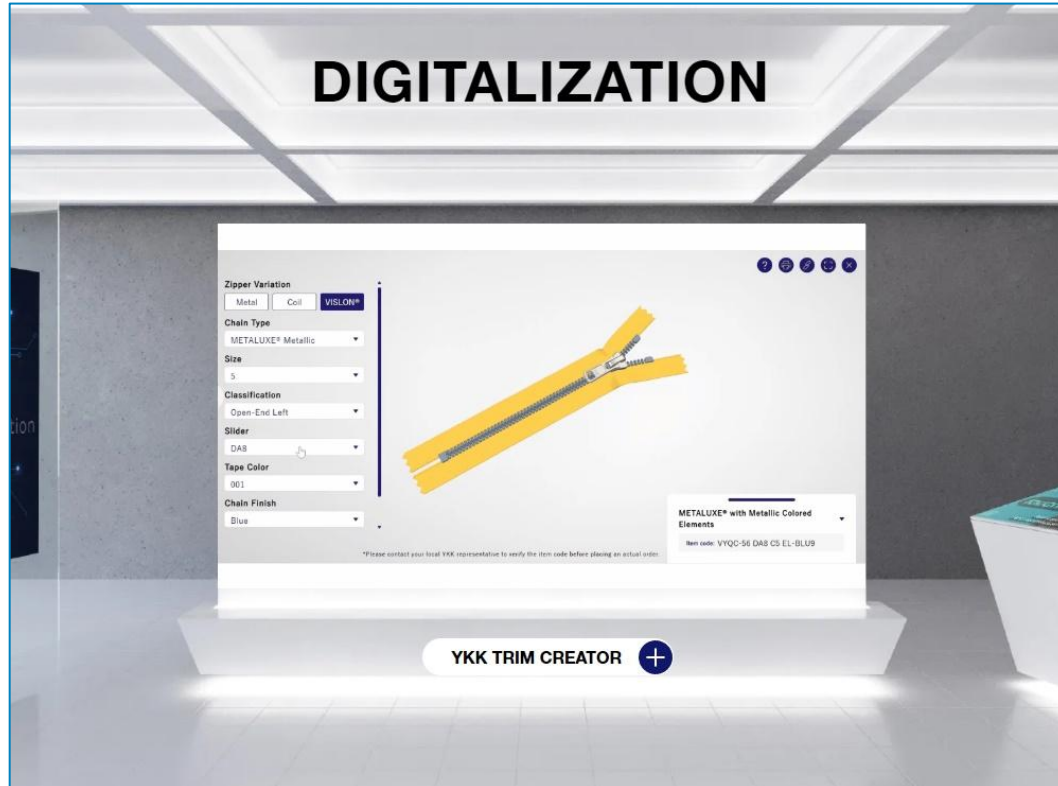 DIGITALIZATION
Zipper Variation
Metal Coil VISLON®
Chain Type
METALUXE® Metallic
Size
5
Classification
Open-End Left
Slider
DA8
Tape Color
001
Chain Finish
Blue
METALUXE® with Metallic Colored
Elements
Item code: VYQC-56 DA8 C5 EL-BLU9
*Please contact your local YKK representative to verify the item code before placing an actual order.
tion
YKK TRIM CREATOR